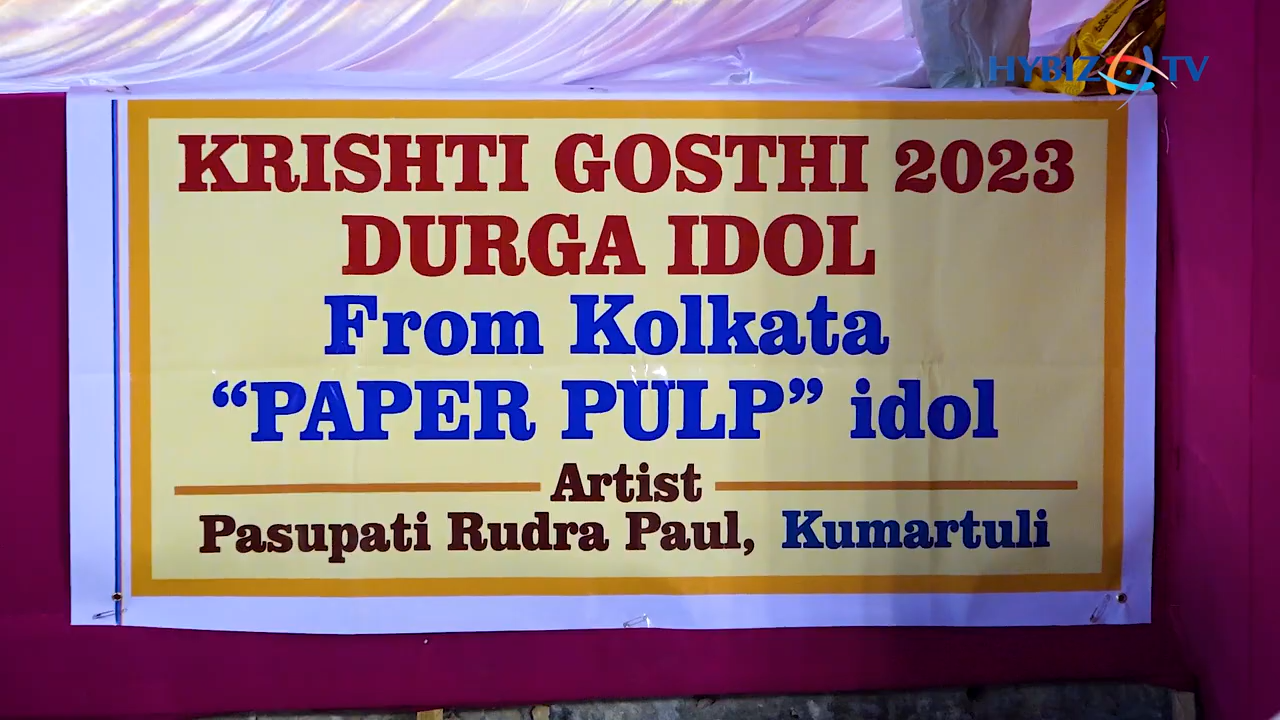 HYBIZ TV
KRISHTI GOSTHI 2023
DURGA IDOL
From Kolkata
“PAPER PULP” idol
Artist
Pasupati Rudra Paul, Kumartuli